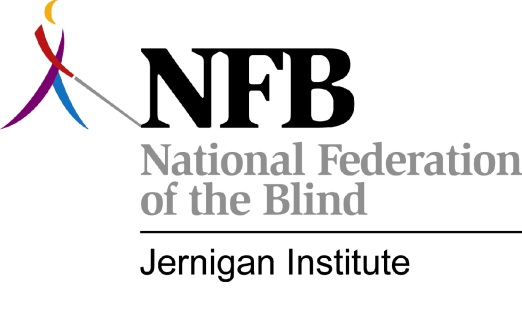 NFB
National Federation
of the Blind
Jernigan Institute